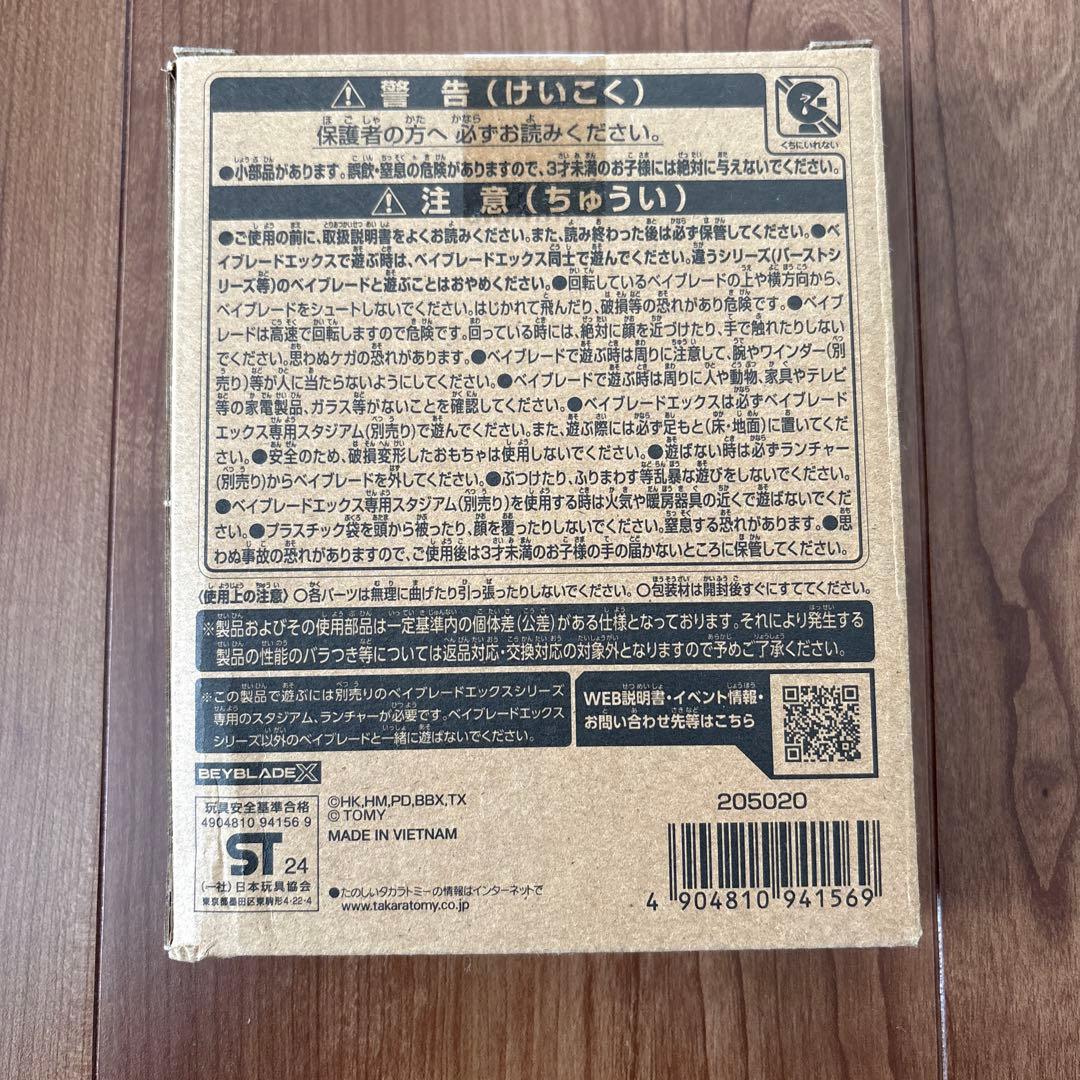 ⚠ 警 告 (けいこく)
くちにいれない
保護者の方へ 必ずお読みください。
●小部品があります。誤飲・窒息の危険がありますので、3才未満のお子様には絶対に与えないでください。
⚠ 注 意 (ちゅうい)
●ご使用の前に、取扱説明書をよくお読みください。また、読み終わった後は必ず保管してください。●ベ
イブレードエックスで遊ぶ時は、ベイブレードエックス同士で遊んでください。違うシリーズ(バーストシ
リーズ等)のベイブレードと遊ぶことはおやめください。●回転しているベイブレードの上や横方向から、
ベイブレードをシュートしないでください。はじかれて飛んだり、破損等の恐れがあり危険です。●ベイブ
レードは高速で回転しますので危険です。回っている時には、絶対に顔を近づけたり、手で触れたりしない
でください。思わぬケガの恐れがあります。●ベイブレードで遊ぶ時は周りに注意して、腕やワインダー(別
売り)等が人に当たらないようにしてください。●ベイブレードで遊ぶ時は周りに人や動物、家具やテレビ
等の家電製品、ガラス等がないことを確認してください。●ベイブレードエックスは必ずベイブレード
エックス専用スタジアム(別売り)で遊んでください。また、遊ぶ際には必ず足もと(床・地面)に置いてくだ
さい。●安全のため、破損変形したおもちゃは使用しないでください。●遊ばない時は必ずランチャー
(別売り)からベイブレードを外してください。●ぶつけたり、ふりまわす等乱暴な遊びをしないでください。
●ベイブレードエックス専用スタジアム(別売り)を使用する時は火気や暖房器具の近くで遊ばないでくだ
さい。●プラスチック袋を頭から被ったり、顔を覆ったりしないでください。窒息する恐れがあります。●思
わぬ事故の恐れがありますので、ご使用後は3才未満のお子様の手の届かないところに保管してください。
〈使用上の注意〉○各パーツは無理に曲げたり引っ張ったりしないでください。○包装材は開封後すぐにすててください。
※製品およびその使用部品は一定基準内の個体差(公差)がある仕様となっております。それにより発生する
製品の性能のバラつき等については返品対応・交換対応の対象外となりますので予めご了承ください。
※この製品で遊ぶには別売りのベイブレードエックスシリーズ
専用のスタジアム、ランチャーが必要です。ベイブレードエックス
シリーズ以外のベイブレードと一緒に遊ばないでください。
WEB説明書・イベント情報・
お問い合わせ先等はこちら
BEYBLADE X
玩具安全基準合格
4904810 94156 9
ST 24
(一社)日本玩具協会
東京都墨田区東駒形4-22-4
©HK,HM,PD,BBX,TX
© TOMY
MADE IN VIETNAM
●たのしいタカラトミーの情報はインターネットで
www.takaratomy.co.jp
205020
4 904810 941569